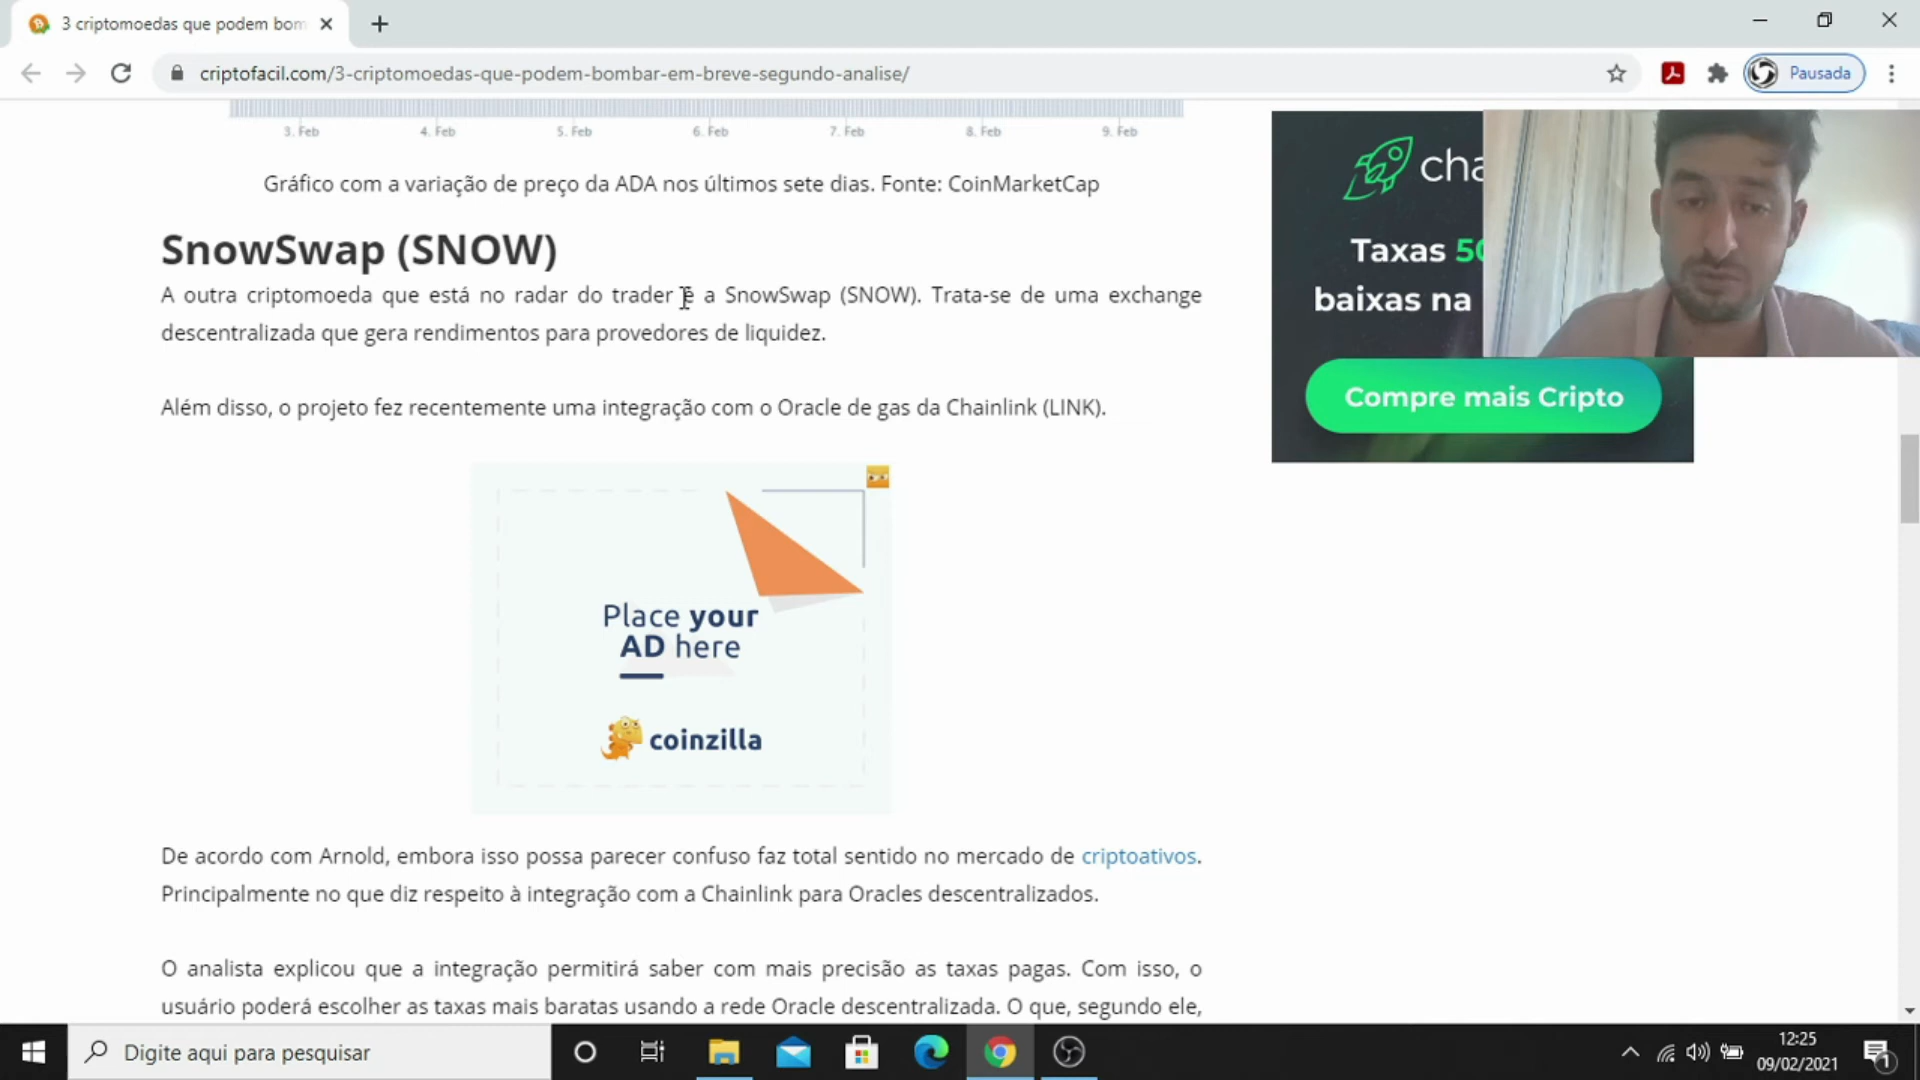 3 criptomoedas que podem bom
criptofacil.com/3-criptomoedas-que-podem-bombar-em-breve-segundo-analise/
Pausada
3. Feb 4. Feb 5. Feb 6. Feb 7. Feb 8. Feb 9. Feb
Gráfico com a variação de preço da ADA nos últimos sete dias. Fonte: CoinMarketCap
SnowSwap (SNOW)
A outra criptomoeda que está no radar do trader é a SnowSwap (SNOW). Trata-se de uma exchange
descentralizada que gera rendimentos para provedores de liquidez.
Além disso, o projeto fez recentemente uma integração com o Oracle de gas da Chainlink (LINK).
Place your
AD here
coinzilla
De acordo com Arnold, embora isso possa parecer confuso faz total sentido no mercado de criptoativos.
Principalmente no que diz respeito à integração com a Chainlink para Oracles descentralizados.
O analista explicou que a integração permitirá saber com mais precisão as taxas pagas. Com isso, o
usuário poderá escolher as taxas mais baratas usando a rede Oracle descentralizada. O que, segundo ele,
cha
Taxas 50
baixas na
Compre mais Cripto
Digite aqui para pesquisar
12:25
09/02/2021
1